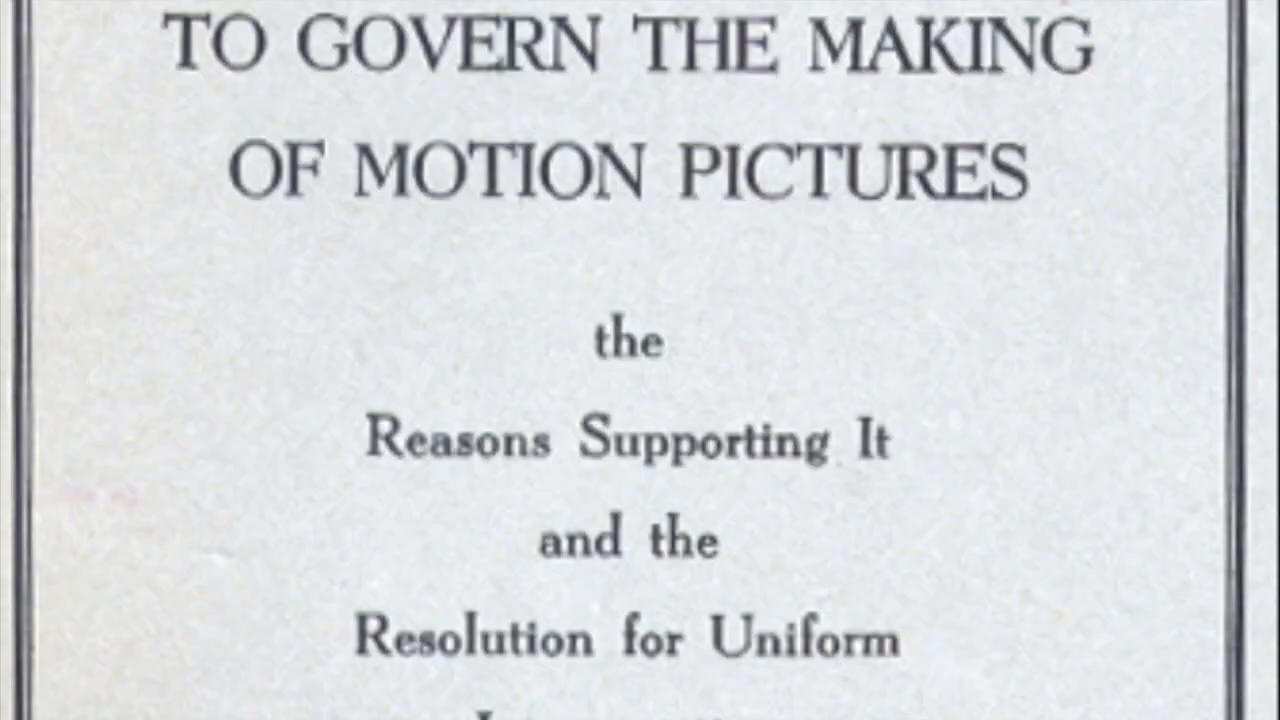 TO GOVERN THE MAKING
OF MOTION PICTURES
the
Reasons Supporting It
and the
Resolution for Uniform